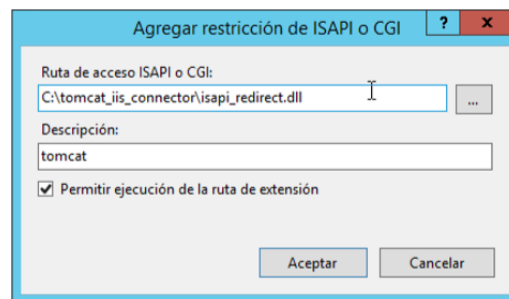 Agregar restricción de ISAPI o CGI
? x
Ruta de acceso ISAPI o CGI:
C:\tomcat_iis_connector\isapi_redirect.dll
...
Descripción:
tomcat
Permitir ejecución de la ruta de extensión
Aceptar Cancelar